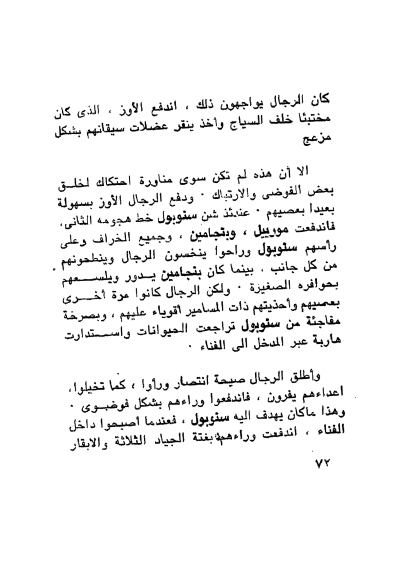 كان الرجال يواجهون ذلك ، اندفع الأوز ، الذى كان
مختبئا خلف السياج وأخذ ينقر عضلات سيقانهم بشكل
مزعج
الا أن هذه لم تكن سوى مناورة احتكاك لخلق
بعض الفوضى والارتباك · ودفع الرجال الأوز بسهولة
بعيدا بعصيهم · عندئذ شن سنوبول خط هجومه الثانى.
فاندفعت مورييل ، وبنجامين ، وجميع الخراف وعلى
رأسهم سنوبول وراحوا ينخسون الرجال وينطحونهم
من كل جانب . بينما كان بنجامين يدور ويلسعهم
بحوافره الصغيرة · ولكن الرجال كانوا مرة أخرى
بعصيهم وأحذيتهم ذات المسامير أقوياء عليهم ، وبصرخة
مفاجئة من سنوبول تراجعت الحيوانات واستدارت
هاربة عبر المدخل الى الفناء ·
وأطلق الرجال صيحة انتصار ورأوا ، كما تخيلوا،
اعداءهم يفرون ، فاندفعوا وراءهم بشكل فوضوى ·
وهذا ماكان يهدف اليه سنوبول ، فعندما أصبحوا داخل
الفناء ، اندفعت وراءهم بغتة الجياد الثلاثة والابقار
٧٢